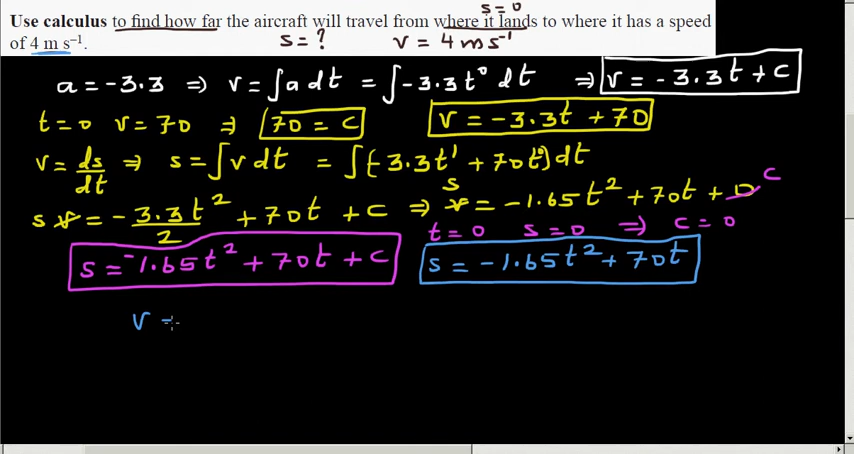 s = 0
Use calculus to find how far the aircraft will travel from where it lands to where it has a speed
of 4 m s⁻¹.
s = ? v = 4 m s⁻¹
a = -3.3 ⇒ v = ∫a dt = ∫-3.3t⁰ dt ⇒ v = -3.3t + c
t = 0 v = 70 ⇒ 70 = c v = -3.3t + 70
v = ds/dt ⇒ s = ∫v dt = ∫(-3.3t¹ + 70t⁰)dt
s v = -3.3t²/2 + 70t + c ⇒ s v = -1.65t² + 70t + 0 c
t = 0 s = 0 ⇒ c = 0
s = -1.65t² + 70t + c s = -1.65t² + 70t
v =